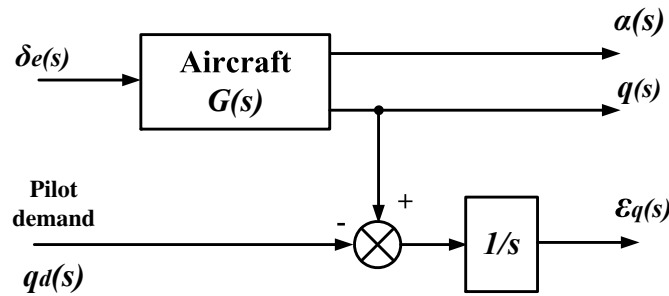 α(s)
δe(s)
Aircraft
G(s)
q(s)
Pilot
demand
+
-
1/s
εq(s)
qd(s)